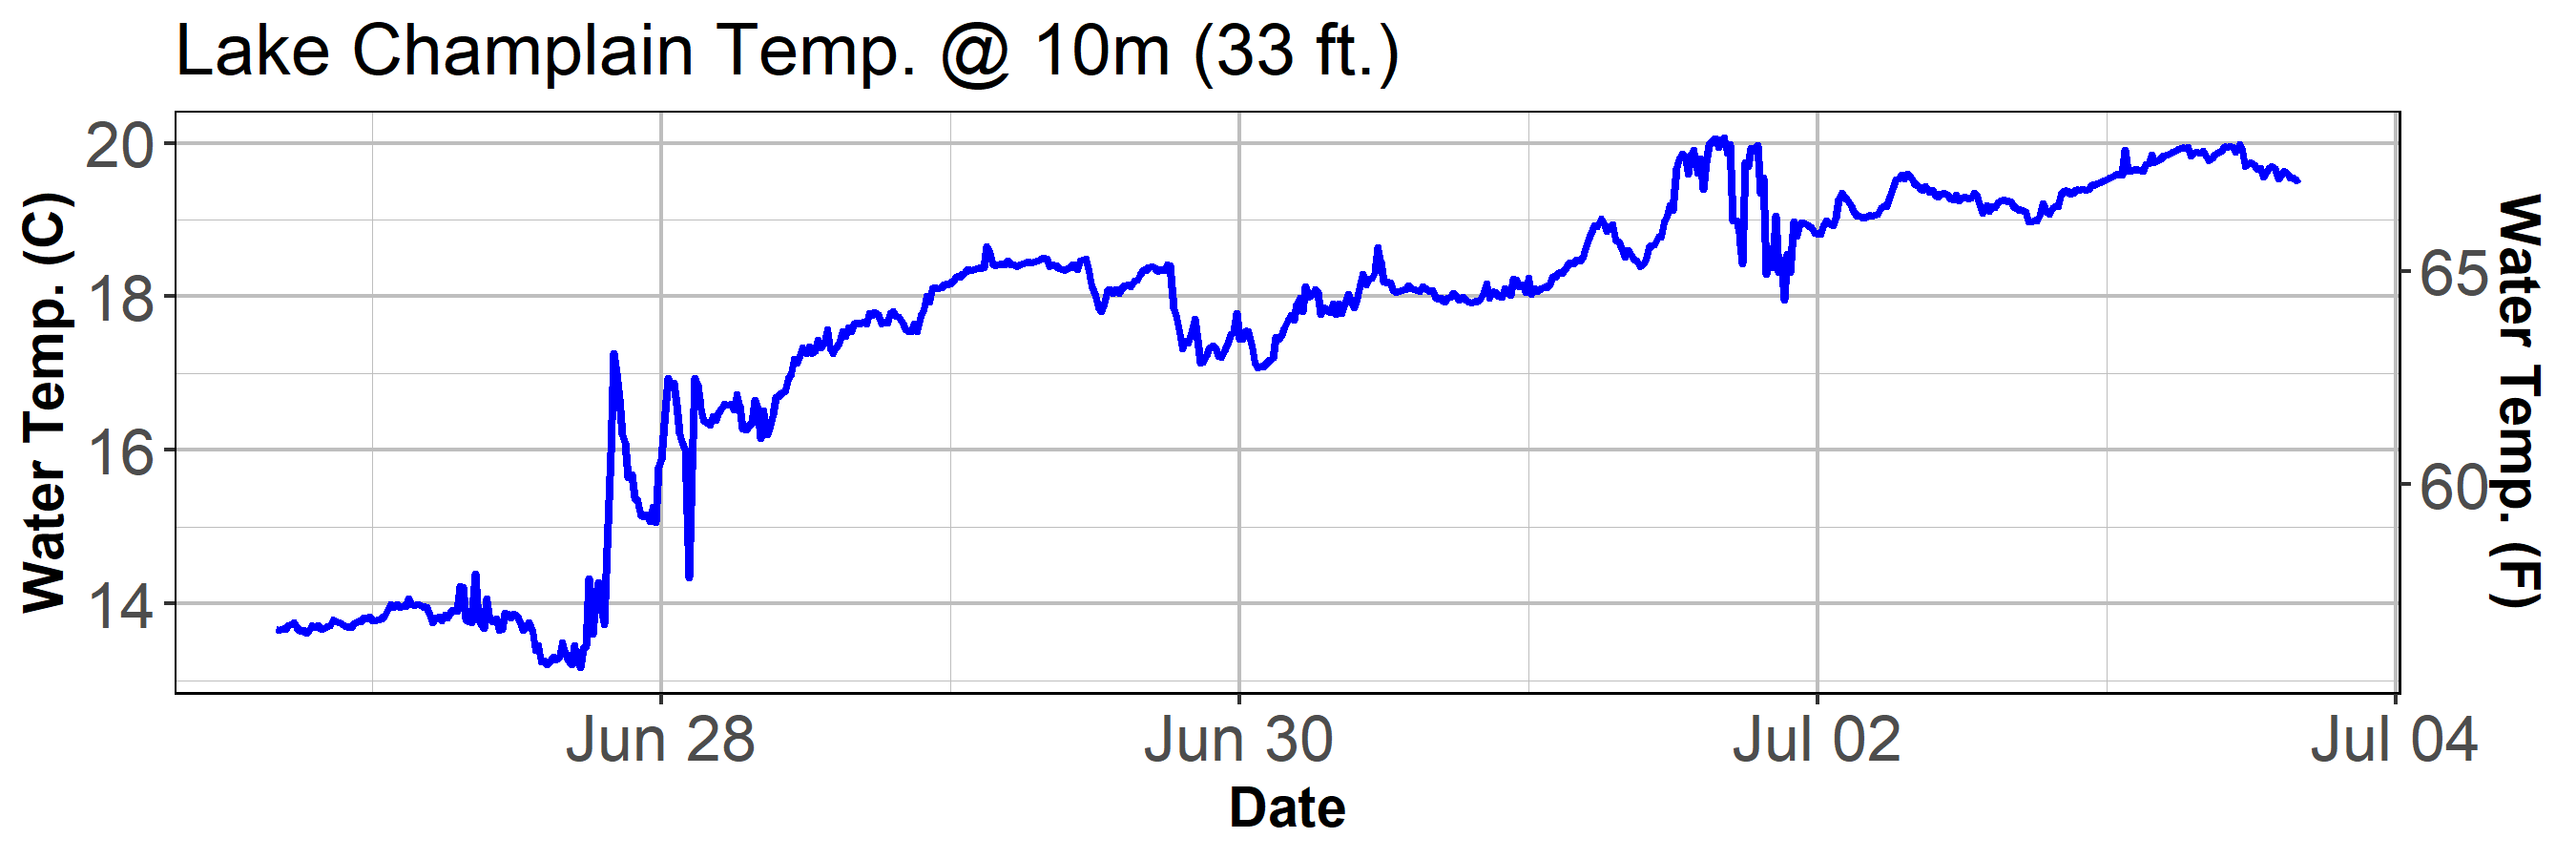 Lake Champlain Temp. @ 10m (33 ft.)
Water Temp. (C)
20
18
16
14
65
60
Water Temp. (F)
Jun 28
Jun 30
Jul 02
Jul 04
Date